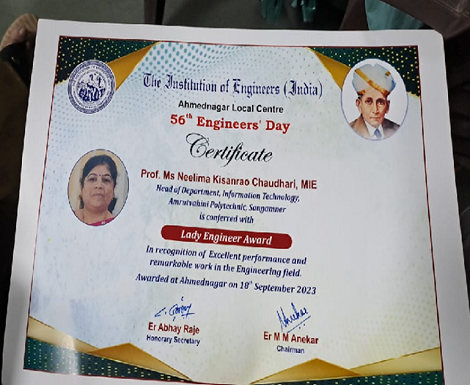 The Institution of Engineers (India)
Ahmednagar Local Centre
56th Engineers' Day
Certificate
Prof. Ms Neelima Kisanrao Chaudhari, MIE
Head of Department, Information Technology,
Amrutvahini Polytechnic, Sangamner
is conferred with
Lady Engineer Award
In recognition of Excellent performance and
remarkable work in the Engineering field.
Awarded at Ahmednagar on 18th September 2023
Er Abhay Raje
Honorary Secretary
Er M M Anekar
Chairman